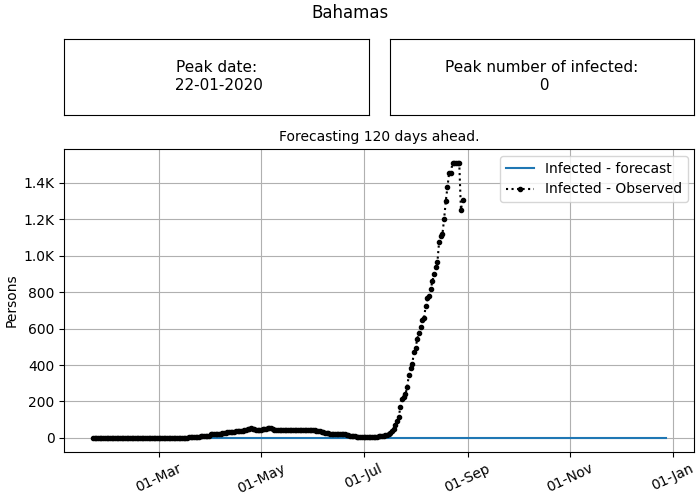 Bahamas
Peak date:
22-01-2020
Peak number of infected:
0
Forecasting 120 days ahead.
Infected - forecast
Infected - Observed
1.4K
1.2K
1.0K
800
600
400
200
0
Persons
01-Mar
01-May
01-Jul
01-Sep
01-Nov
01-Jan